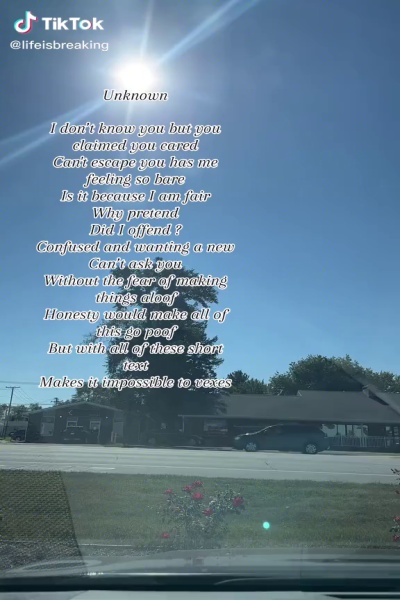 TikTok
@lifeisbreaking
Unknown
I don't know you but you
claimed you cared
Can't escape you has me
feeling so bare
Is it because I am fair
Why pretend
Did I offend ?
Confused and wanting a new
Can't ask you
Without the fear of making
things aloof
Honesty would make all of
this go poof
But with all of these short
text
Makes it impossible to vexes